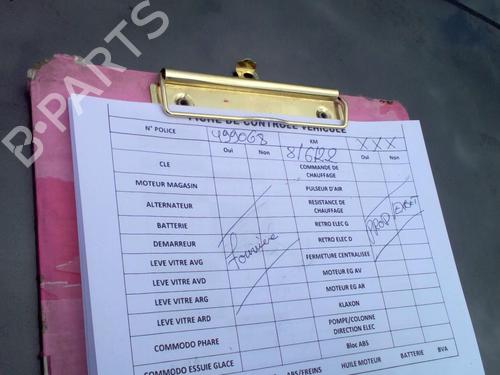 B-PARTS
FICHE DE CONTROLE VEHICULE
N° POLICE 499068 KM XXX
Oui Non Oui Non
CLE COMMANDE DE CHAUFFAGE
MOTEUR MAGASIN PULSEUR D'AIR
ALTERNATEUR RESISTANCE DE CHAUFFAGE
BATTERIE RETRO ELEC G
DEMARREUR Fourrière RETRO ELEC D
LEVE VITRE AVG FERMETURE CENTRALISEE
LEVE VITRE AVD MOTEUR EG AV
LEVE VITRE ARG MOTEUR EG AR
LEVE VITRE ARD KLAXON
COMMODO PHARE POMPE/COLONNE DIRECTION ELEC
COMMODO ESSUIE GLACE Bloc ABS
ABS/FREINS HUILE MOTEUR BATTERIE BVA